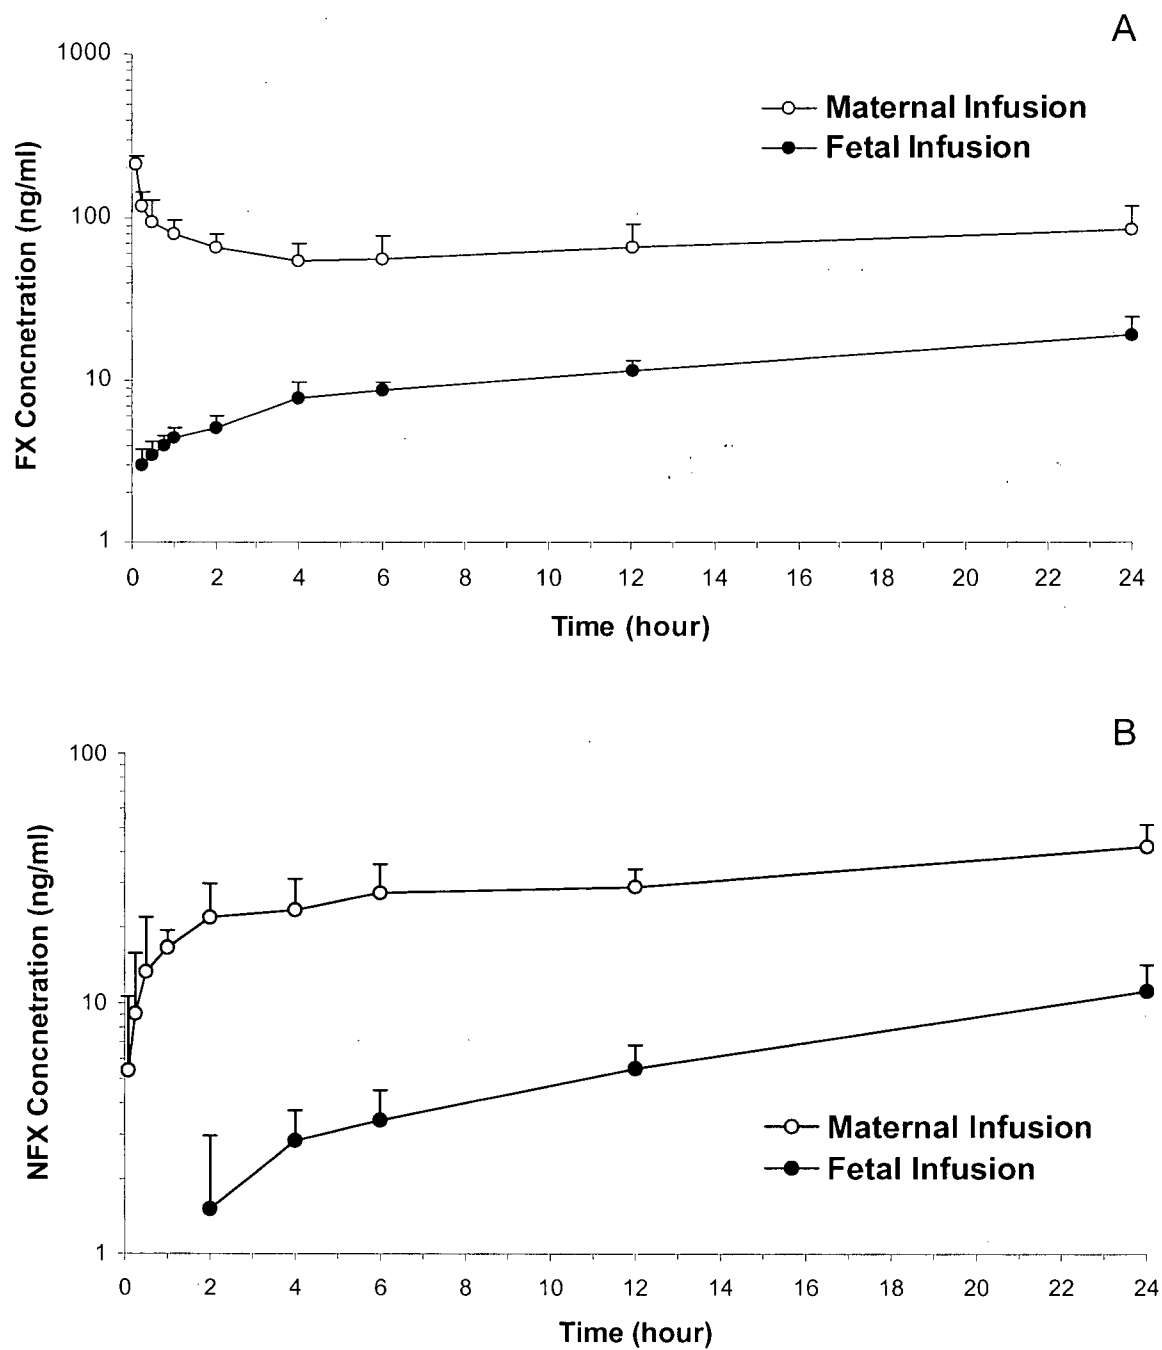 A
1000
100
10
1
FX Concnetration (ng/ml)
Maternal Infusion
Fetal Infusion
0 2 4 6 8 10 12 14 16 18 20 22 24
Time (hour)
B
100
10
1
NFX Concnetration (ng/ml)
Maternal Infusion
Fetal Infusion
0 2 4 6 8 10 12 14 16 18 20 22 24
Time (hour)